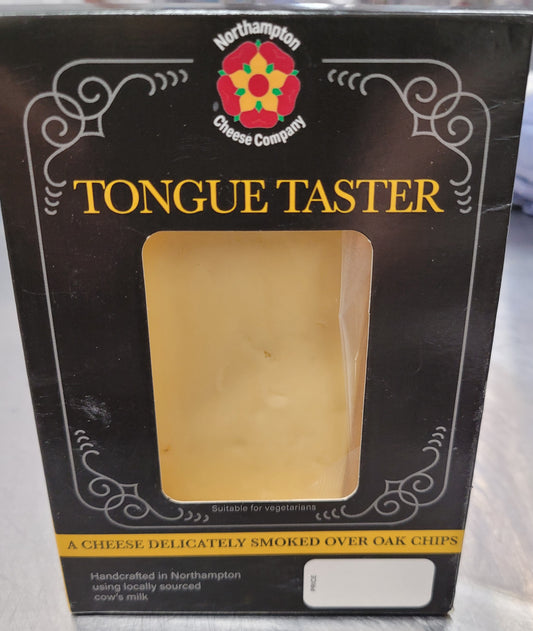 Northampton
Cheese Company
TONGUE TASTER
Suitable for vegetarians
A CHEESE DELICATELY SMOKED OVER OAK CHIPS
Handcrafted in Northampton
using locally sourced
cow's milk
PRICE